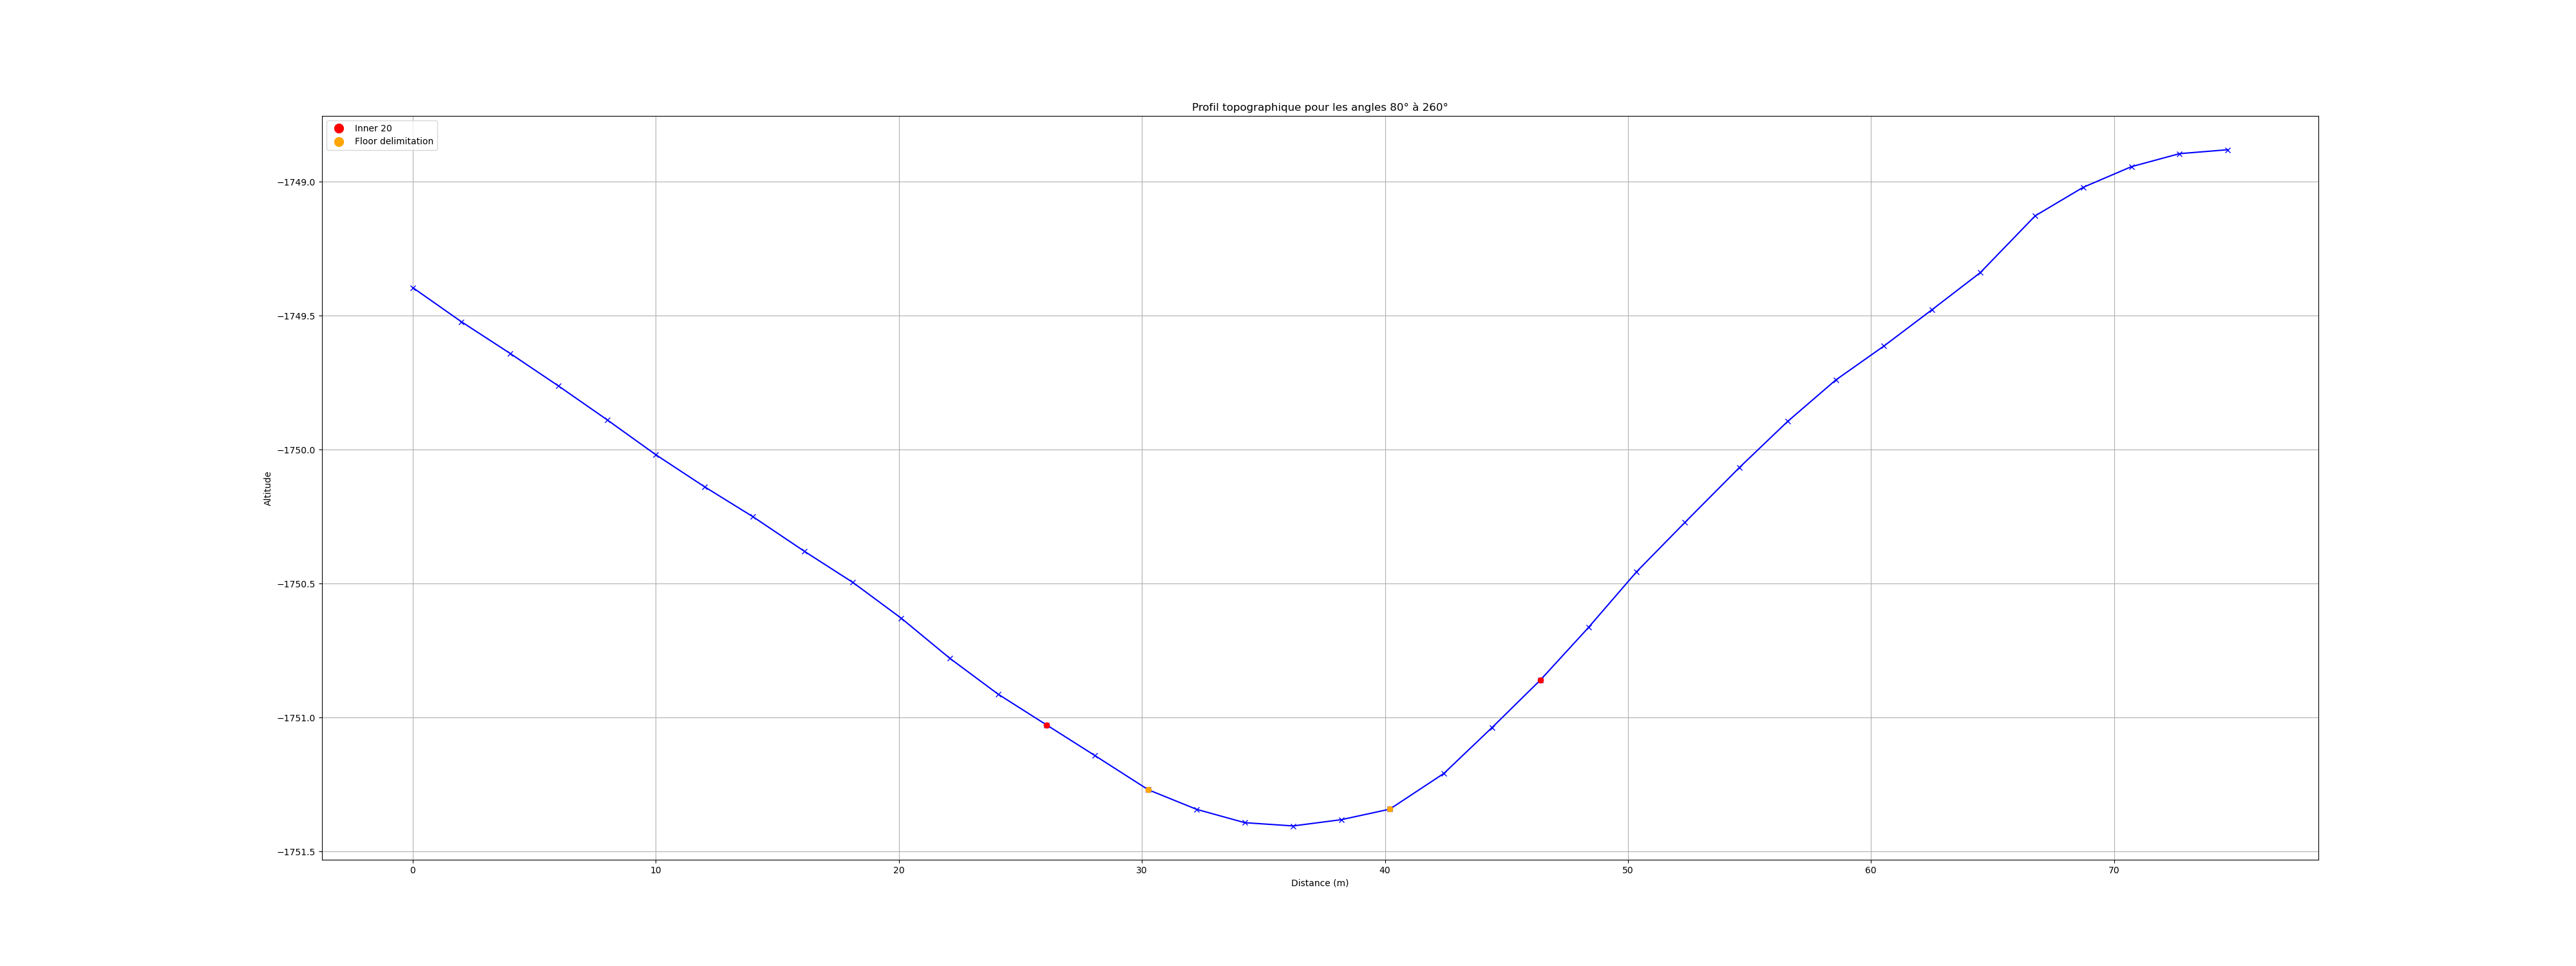 Profil topographique pour les angles 80° à 260°
Inner 20
Floor delimitation
−1749.0
−1749.5
−1750.0
−1750.5
−1751.0
−1751.5
Altitude
0 10 20 30 40 50 60 70
Distance (m)